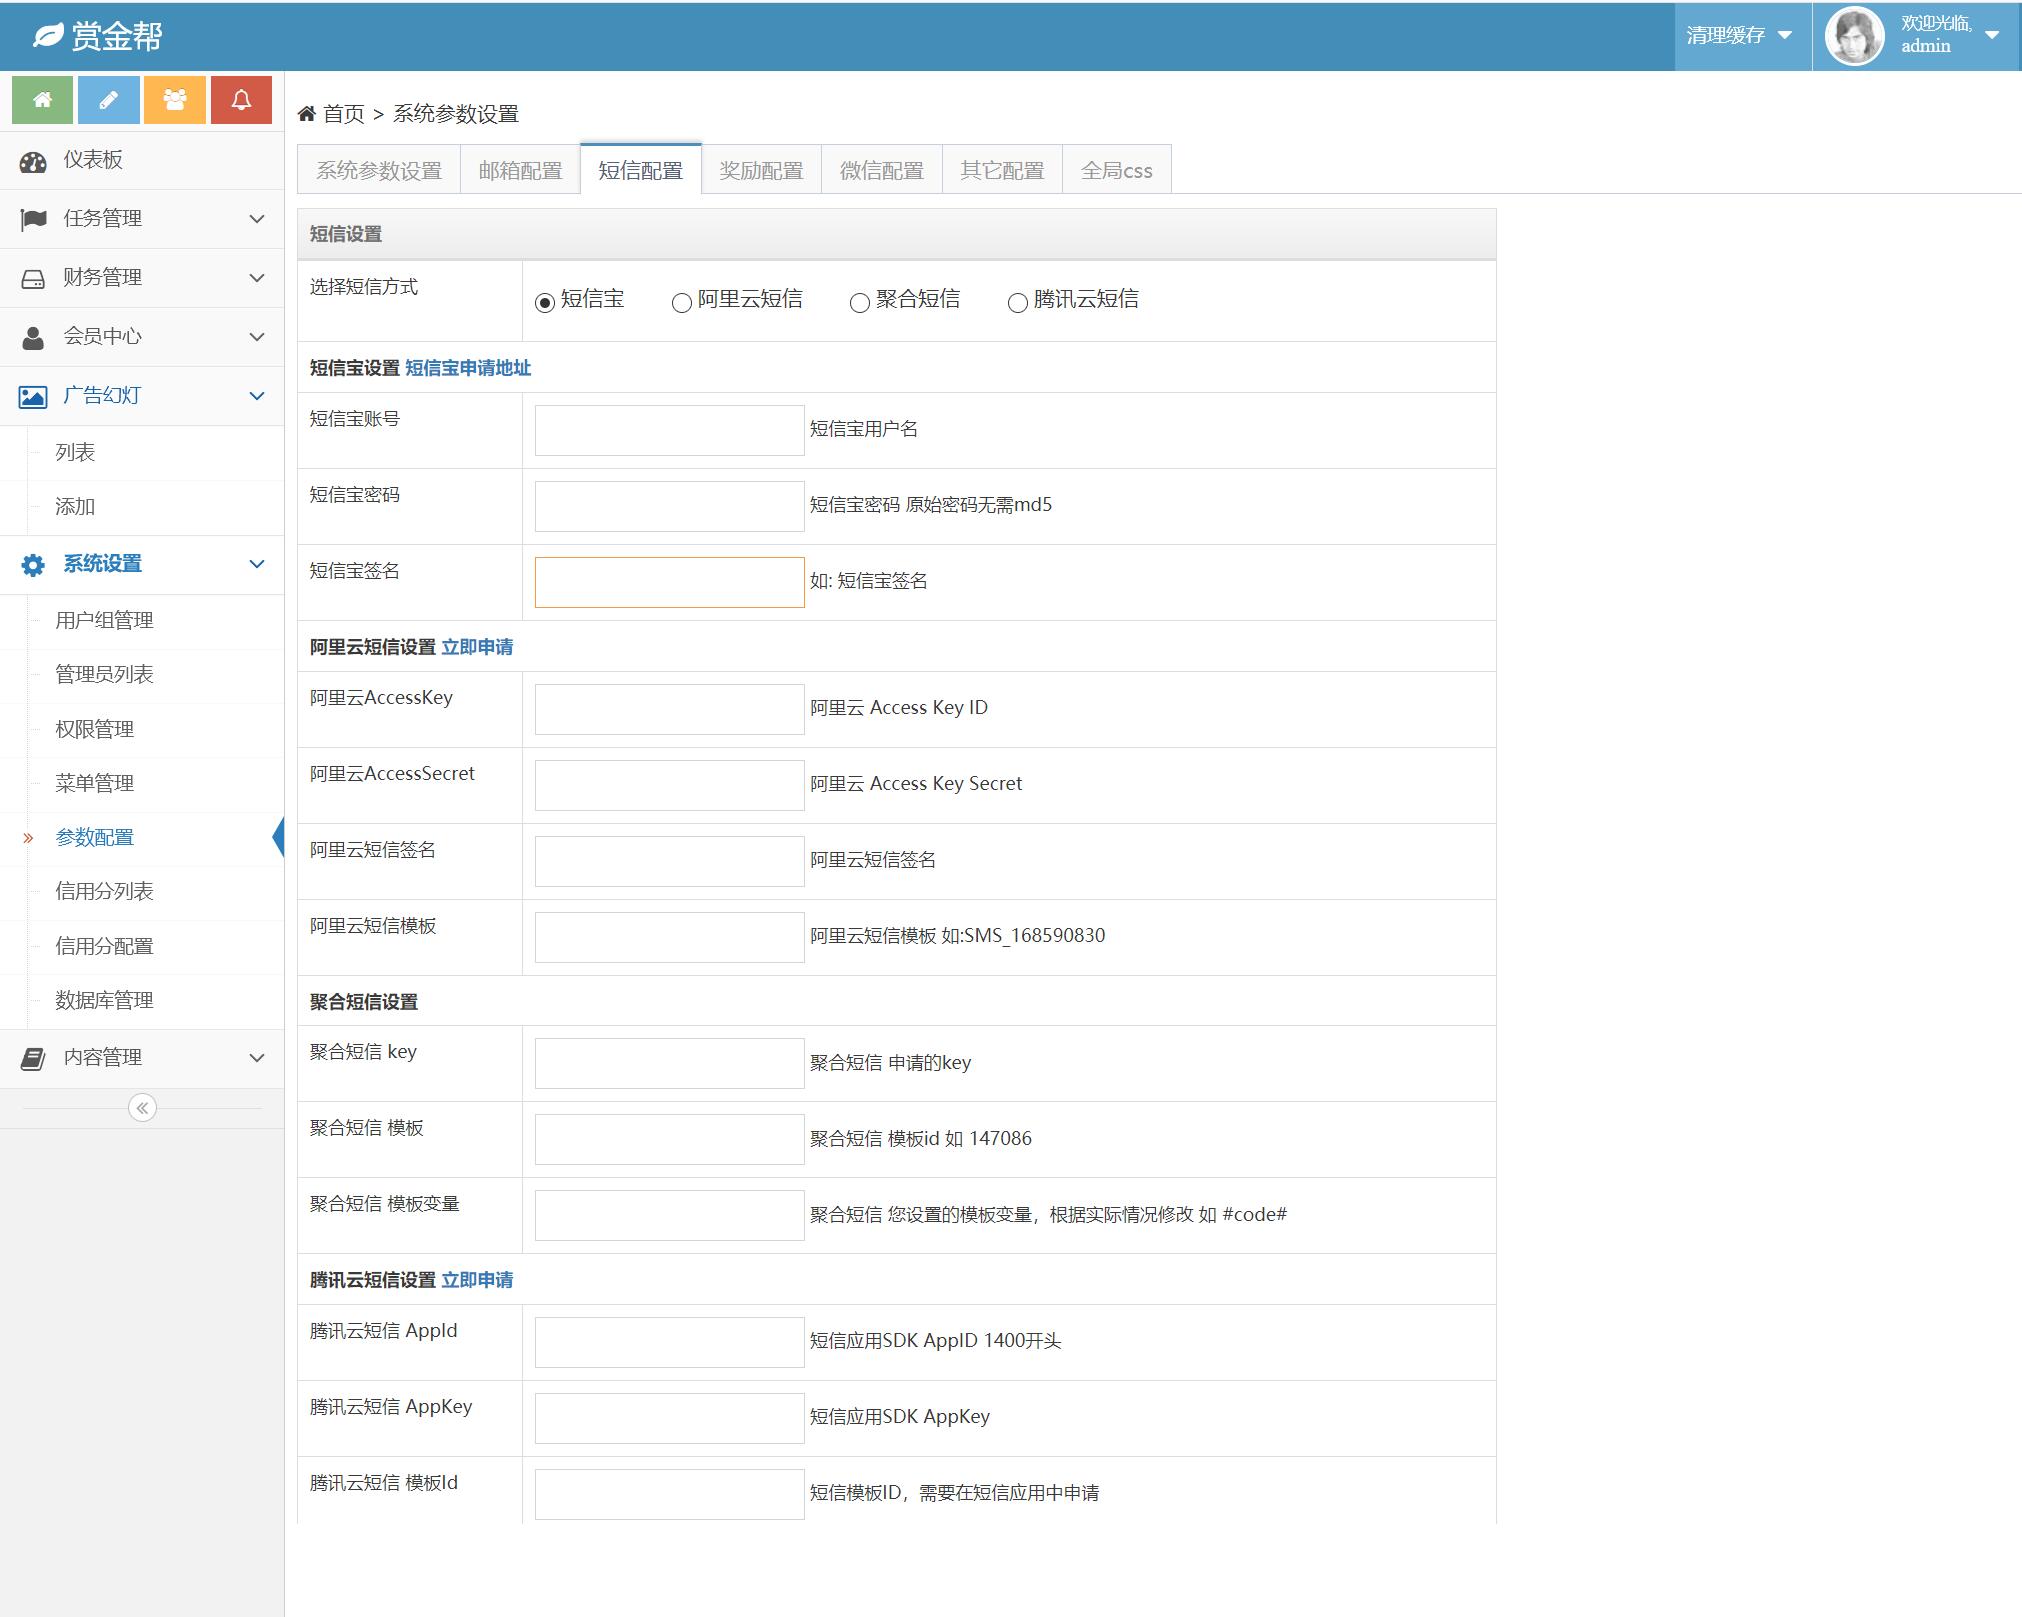 赏金帮
清理缓存
欢迎光临,
admin
仪表板
任务管理
财务管理
会员中心
广告幻灯
列表
添加
系统设置
用户组管理
管理员列表
权限管理
菜单管理
参数配置
信用分列表
信用分配置
数据库管理
内容管理
首页 > 系统参数设置
系统参数设置 邮箱配置 短信配置 奖励配置 微信配置 其它配置 全局css
短信设置
选择短信方式 短信宝 阿里云短信 聚合短信 腾讯云短信
短信宝设置 短信宝申请地址
短信宝账号 短信宝用户名
短信宝密码 短信宝密码 原始密码无需md5
短信宝签名 如: 短信宝签名
阿里云短信设置 立即申请
阿里云AccessKey 阿里云 Access Key ID
阿里云AccessSecret 阿里云 Access Key Secret
阿里云短信签名 阿里云短信签名
阿里云短信模板 阿里云短信模板 如:SMS_168590830
聚合短信设置
聚合短信 key 聚合短信 申请的key
聚合短信 模板 聚合短信 模板id 如 147086
聚合短信 模板变量 聚合短信 您设置的模板变量，根据实际情况修改 如 #code#
腾讯云短信设置 立即申请
腾讯云短信 AppId 短信应用SDK AppID 1400开头
腾讯云短信 AppKey 短信应用SDK AppKey
腾讯云短信 模板Id 短信模板ID，需要在短信应用中申请